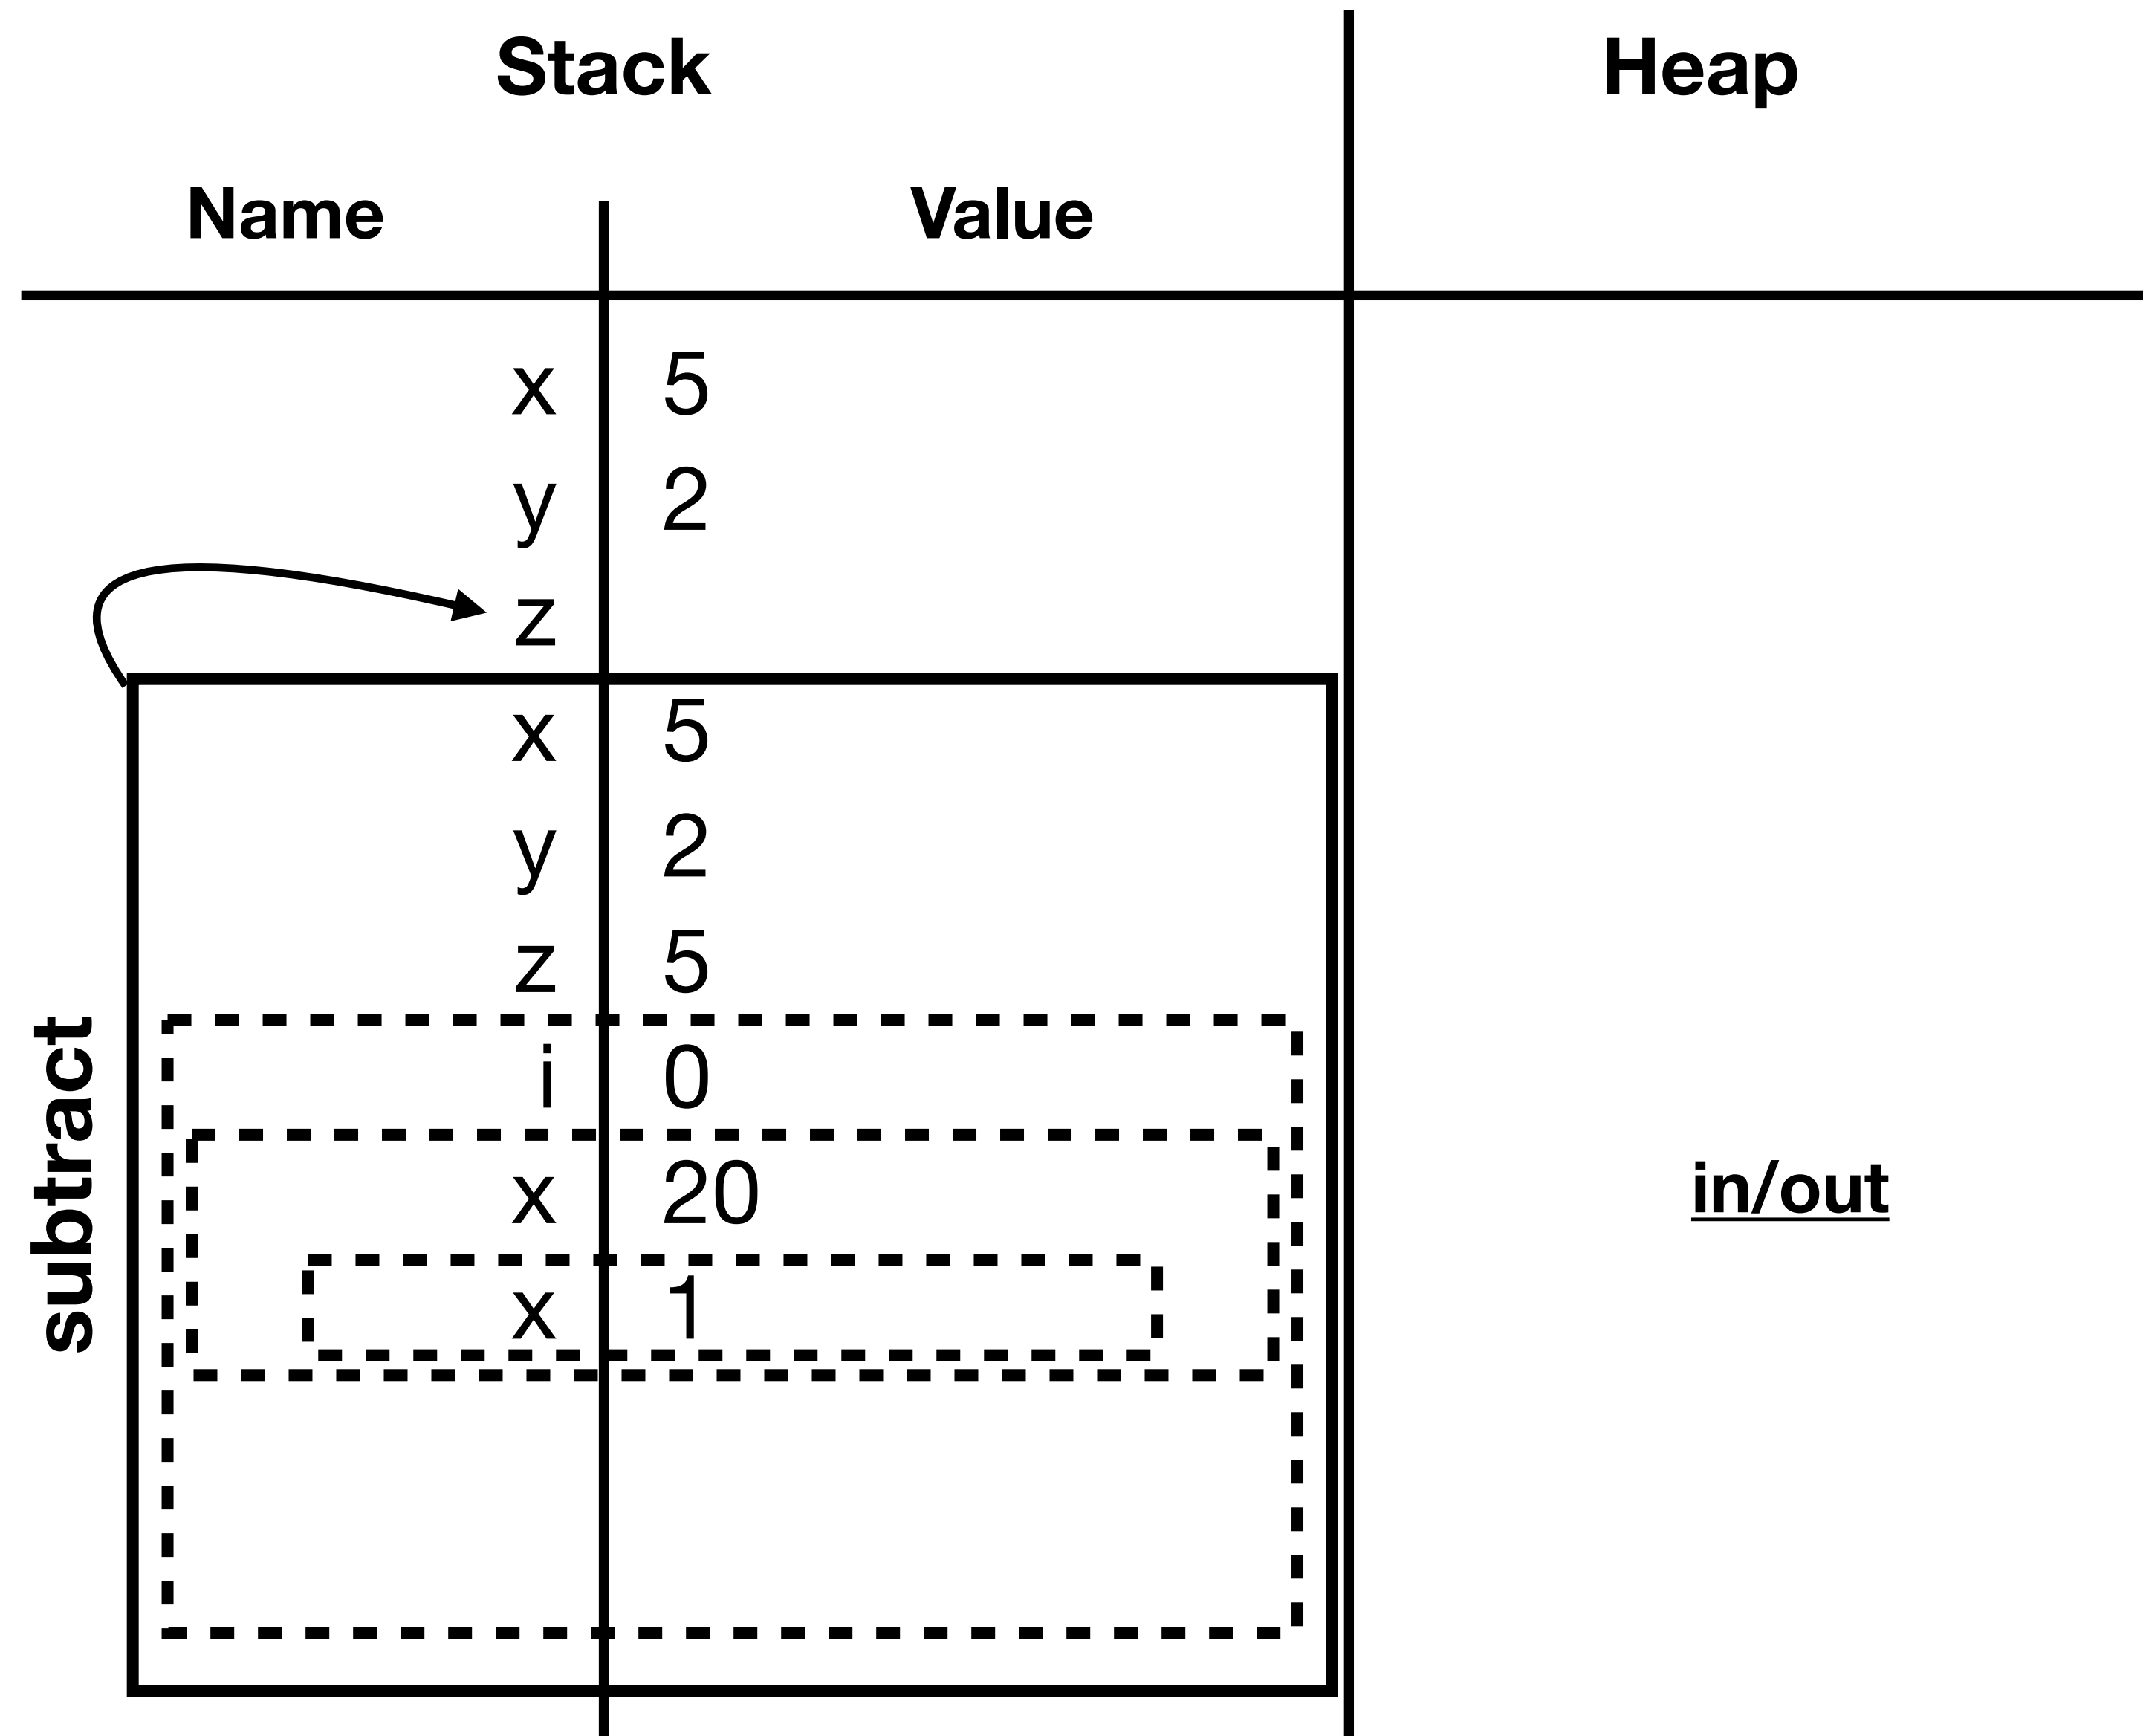 Stack Heap
Name Value
x 5
y 2
z
x 5
y 2
z 5
i 0
x 20
x 1
subtract
in/out